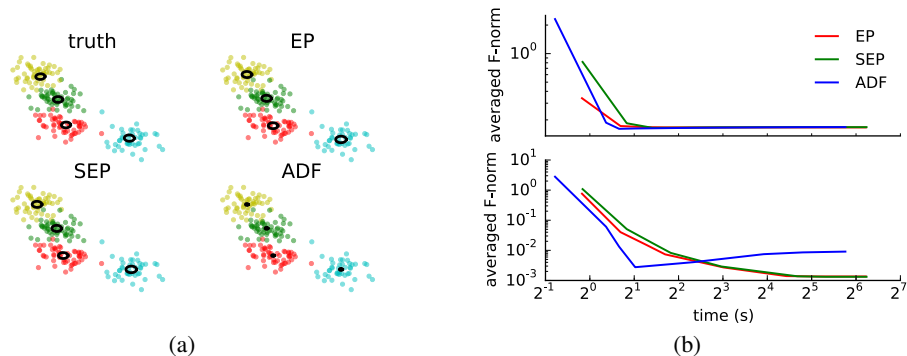 truth
EP
SEP
ADF
(a)
averaged F-norm
10^0
EP
SEP
ADF
averaged F-norm
10^1
10^0
10^-1
10^-2
10^-3
2^-1 2^0 2^1 2^2 2^3 2^4 2^5 2^6 2^7
time (s)
(b)